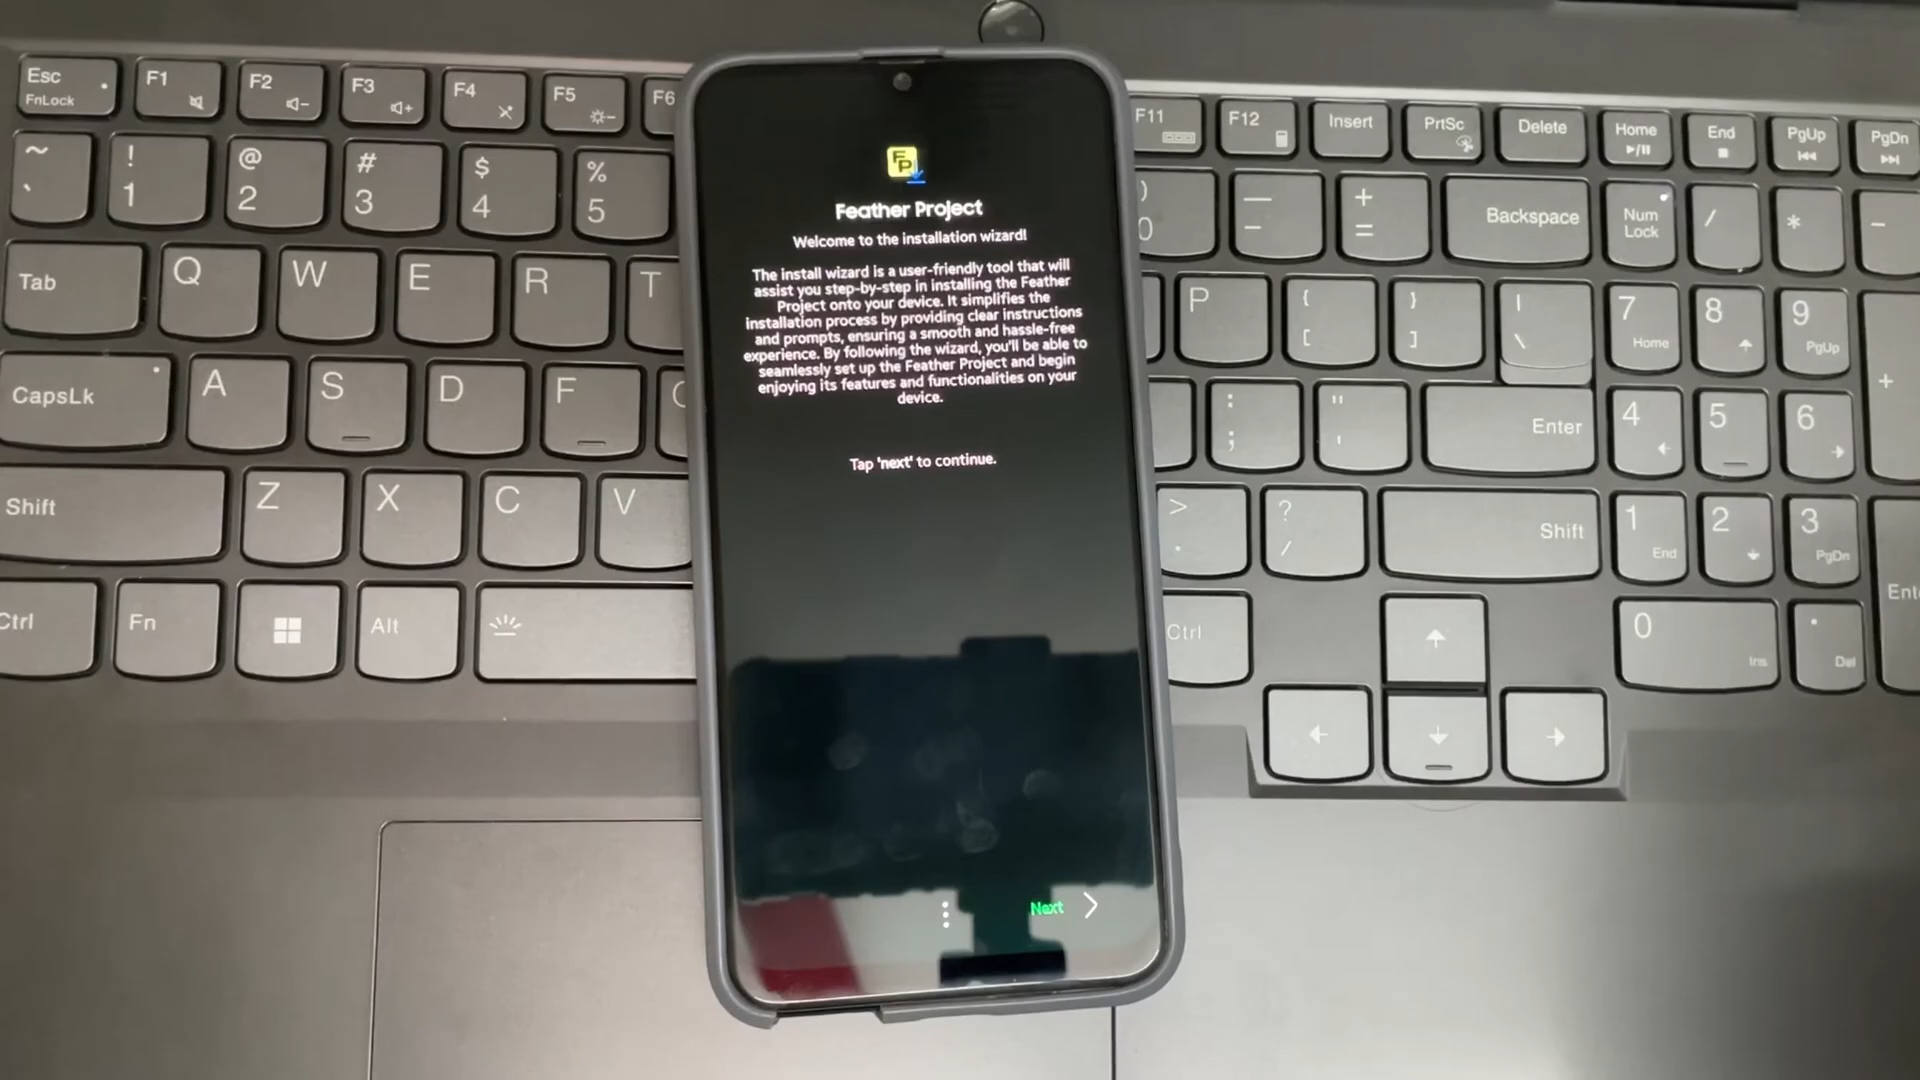 Esc
FnLock
F1
F2
F3
F4
F5
F6
F11
F12
Insert
PrtSc
Delete
Home
End
PgUp
PgDn
~
`
!
1
@
2
#
3
$
4
%
5
)
0
—
-
+
=
Backspace
Num
Lock
/
*
-
Tab
Q
W
E
R
T
P
{
[
}
]
|
\
7
Home
8
9
PgUp
+
CapsLk
A
S
D
F
:
;
"
'
Enter
4
5
6
Shift
Z
X
C
V
>
.
?
/
Shift
1
End
2
3
PgDn
Ctrl
Fn
Alt
Ctrl
0
Ins
.
Del
FP
Feather Project
Welcome to the installation wizard!
The install wizard is a user-friendly tool that will
assist you step-by-step in installing the Feather
Project onto your device. It simplifies the
installation process by providing clear instructions
and prompts, ensuring a smooth and hassle-free
experience. By following the wizard, you'll be able to
seamlessly set up the Feather Project and begin
enjoying its features and functionalities on your
device.
Tap 'next' to continue.
Next